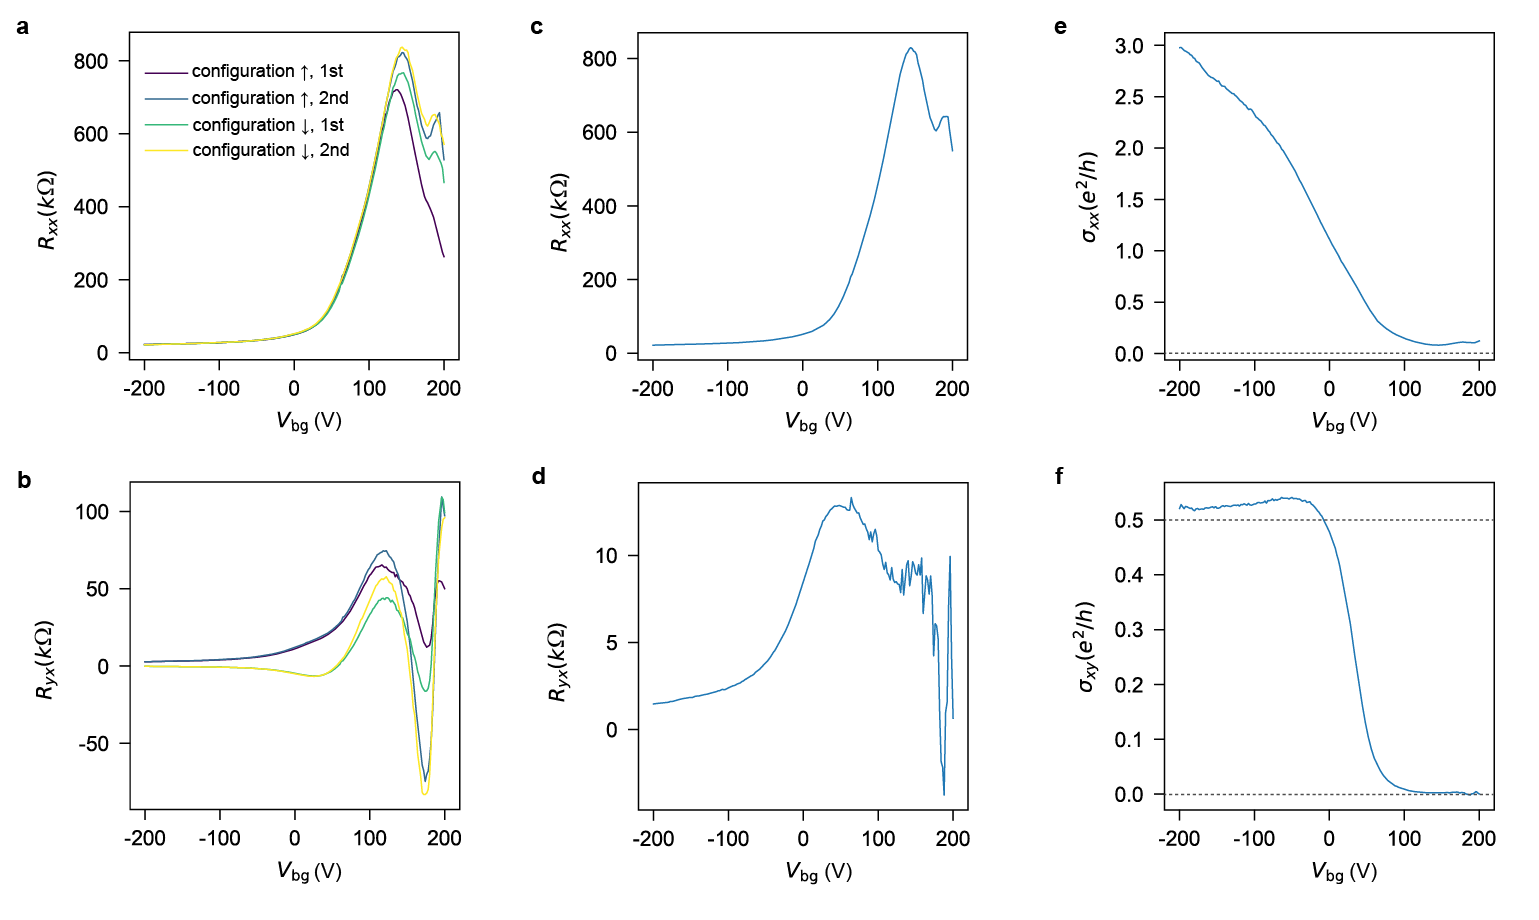 a
800
600
400
200
0
-200 -100 0 100 200
Rxx(kΩ)
Vbg (V)
configuration ↑, 1st
configuration ↑, 2nd
configuration ↓, 1st
configuration ↓, 2nd
c
800
600
400
200
0
-200 -100 0 100 200
Rxx(kΩ)
Vbg (V)
e
3.0
2.5
2.0
1.5
1.0
0.5
0.0
-200 -100 0 100 200
σxx(e²/h)
Vbg (V)
b
100
50
0
-50
-200 -100 0 100 200
Ryx(kΩ)
Vbg (V)
d
10
5
0
-200 -100 0 100 200
Ryx(kΩ)
Vbg (V)
f
0.5
0.4
0.3
0.2
0.1
0.0
-200 -100 0 100 200
σxy(e²/h)
Vbg (V)